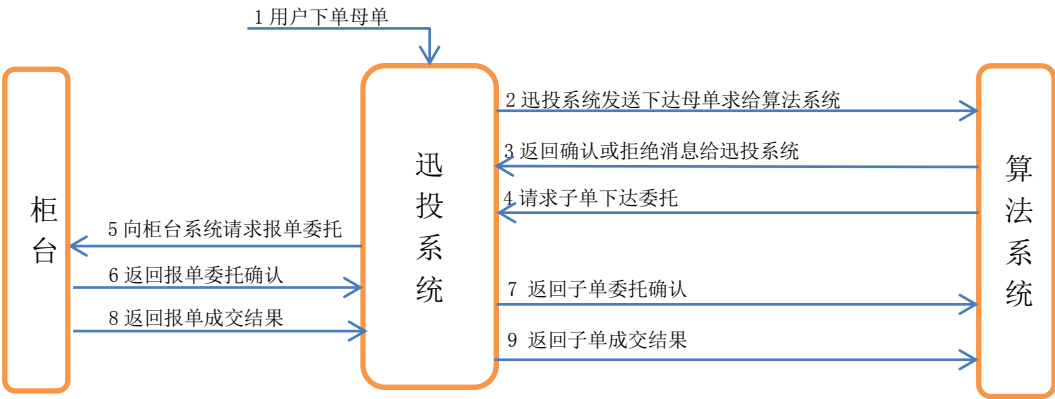 1 用户下单母单
2 迅投系统发送下达母单求给算法系统
3 返回确认或拒绝消息给迅投系统
4 请求子单下达委托
5 向柜台系统请求报单委托
6 返回报单委托确认
7 返回子单委托确认
8 返回报单成交结果
9 返回子单成交结果
柜台
迅投系统
算法系统